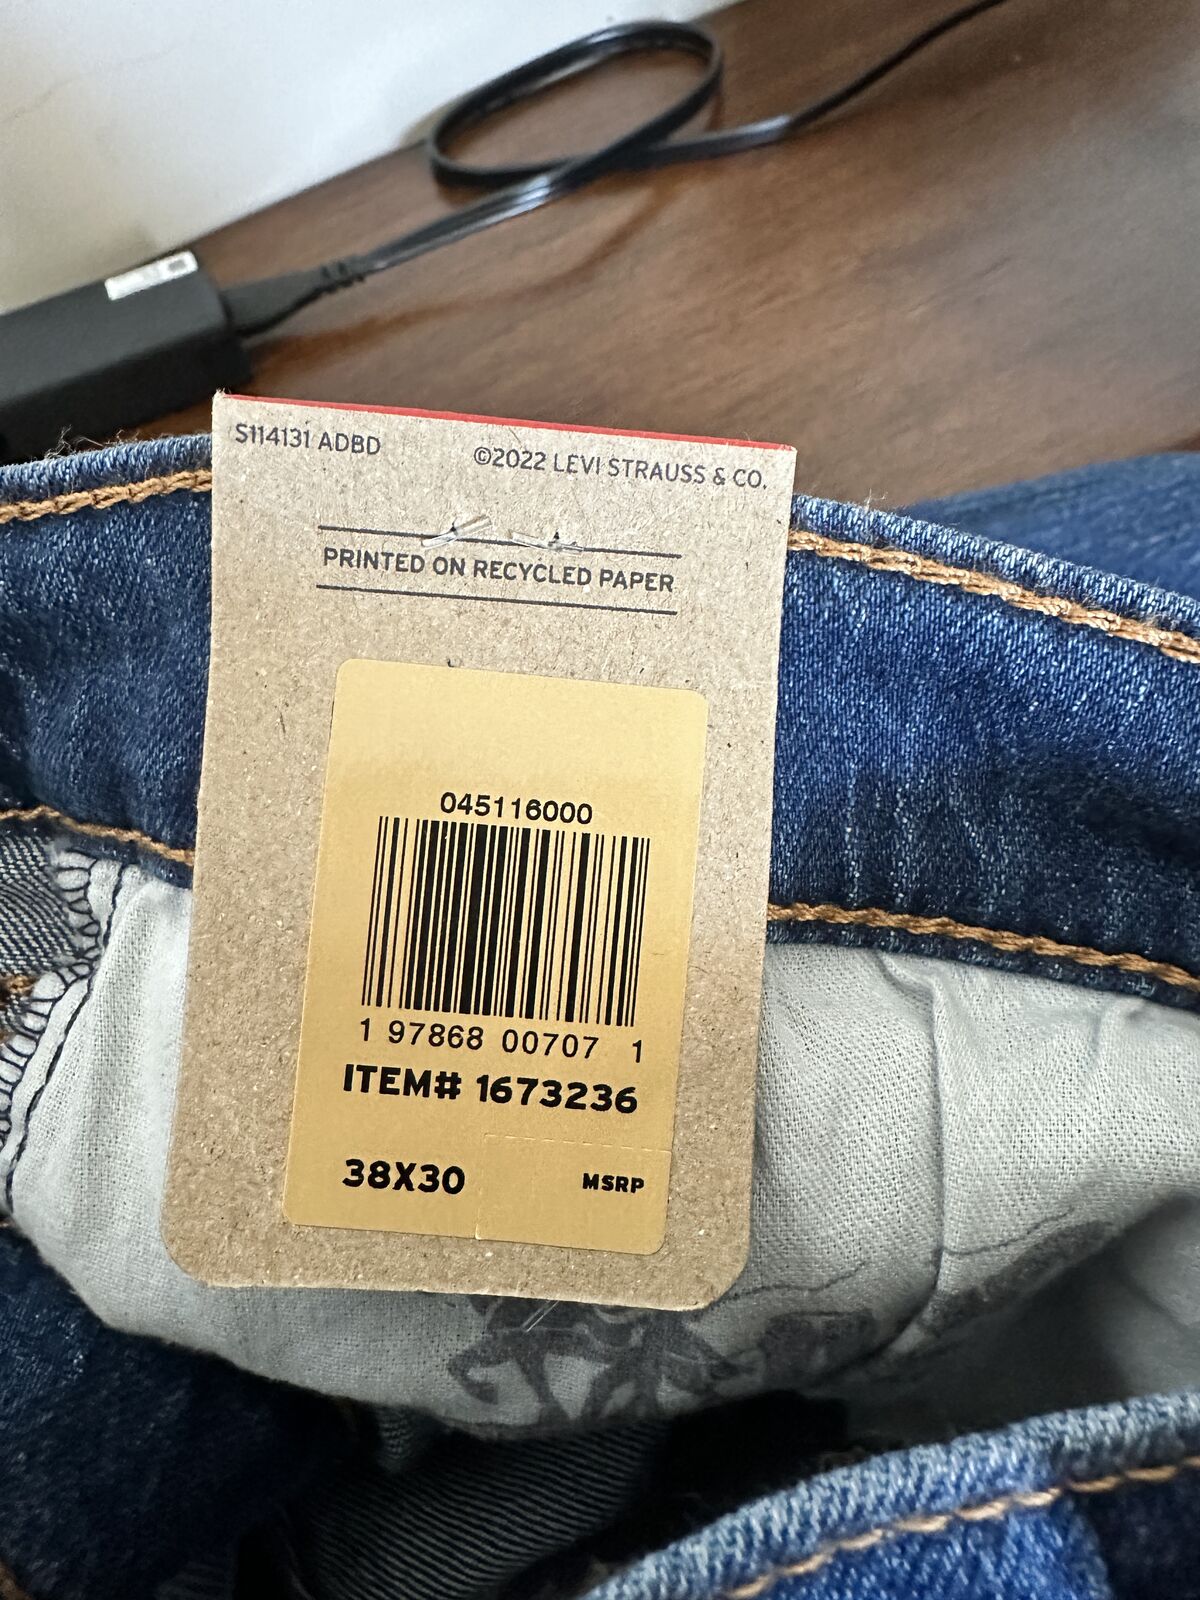 S114131 ADBD
©2022 LEVI STRAUSS & CO.
PRINTED ON RECYCLED PAPER
045116000
1 97868 00707 1
ITEM# 1673236
38X30
MSRP